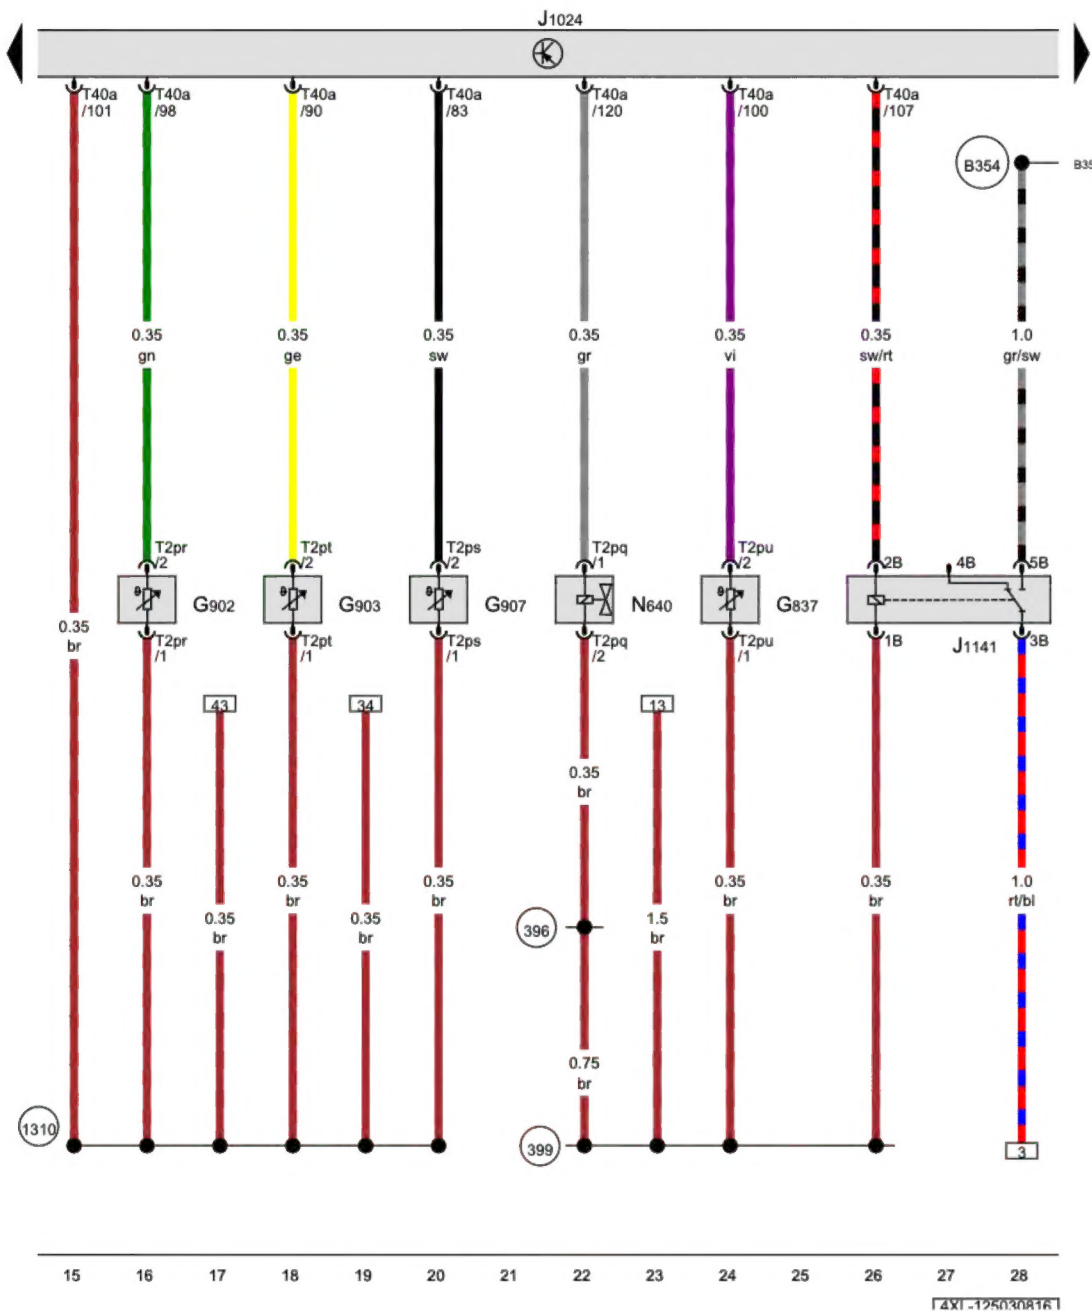 J1024
T40a T40a T40a T40a T40a T40a T40a
/101 /98 /90 /83 /120 /100 /107
B354
0.35 0.35 0.35 0.35 0.35 0.35 1.0
gn ge sw gr vi sw/rt gr/sw
T2pr T2pt T2ps T2pq T2pu
/2 /2 /2 /1 /2 2B 4B 5B
G902 G903 G907 N640 G837
0.35
br
T2pr T2pt T2ps T2pq T2pu 1B J1141 3B
/1 /1 /1 /2 /1
43 34 13
0.35
br
0.35 0.35 0.35 0.35 0.35 1.0
br br br br br rt/bl
0.35 0.35 1.5
br br br
396
0.75
br
1310 399 3
15 16 17 18 19 20 21 22 23 24 25 26 27 28
4XL-125030816